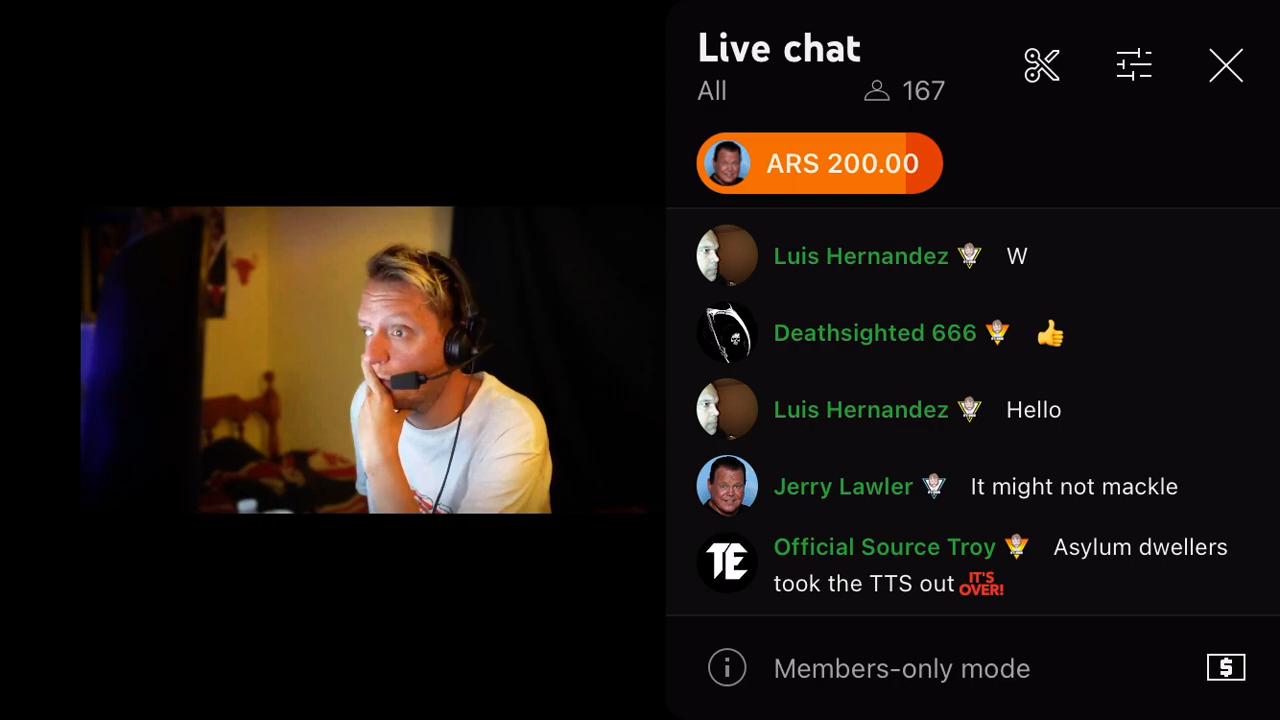 Live chat
All 167
ARS 200.00
Luis Hernandez W
Deathsighted 666
Luis Hernandez Hello
Jerry Lawler It might not mackle
TE Official Source Troy Asylum dwellers
took the TTS out IT'S OVER!
Members-only mode
$